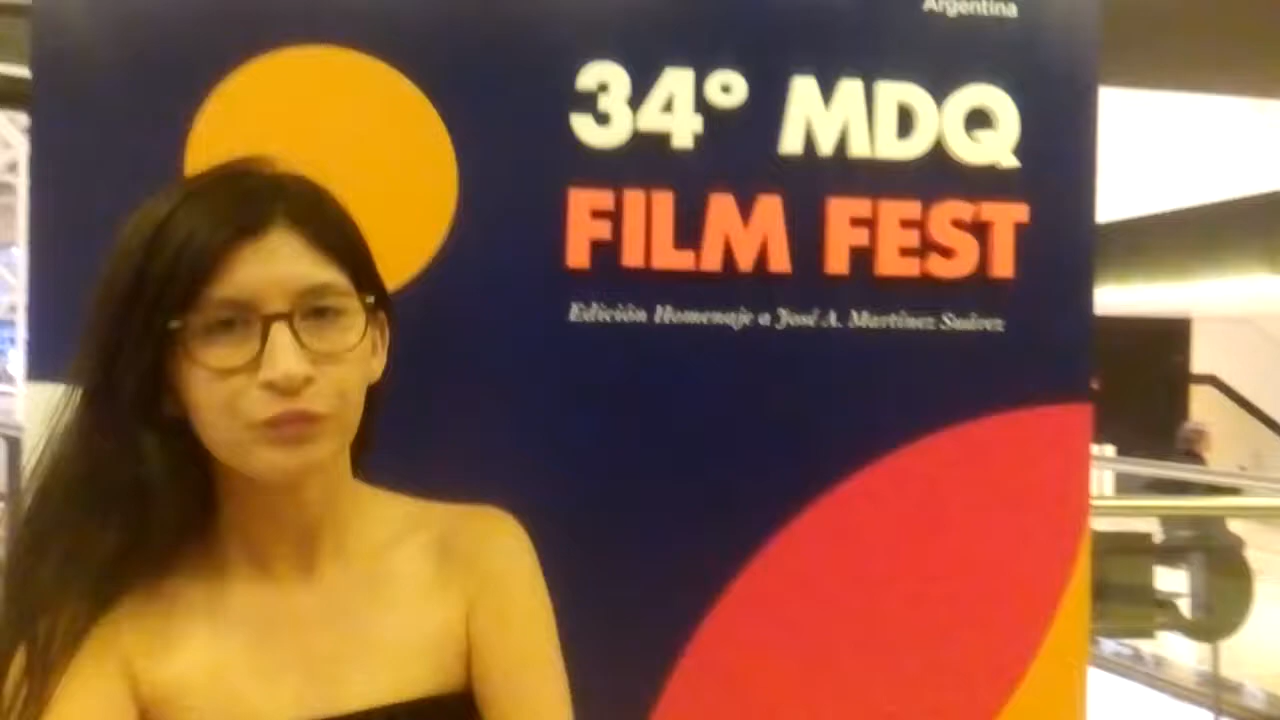 Argentina
34° MDQ
FILM FEST
Edición Homenaje a José A. Martínez Suárez